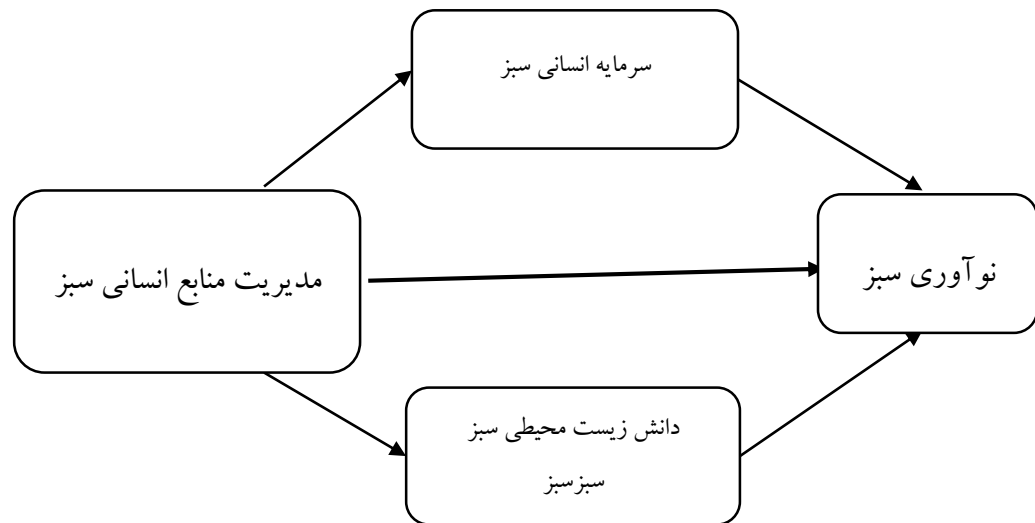 سرمایه انسانی سبز
مدیریت منابع انسانی سبز
نوآوری سبز
دانش زیست محیطی سبز
سبزسبز